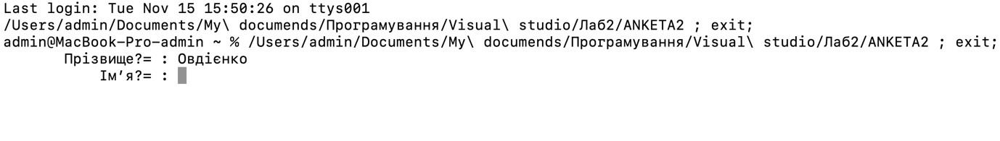 Last login: Tue Nov 15 15:50:26 on ttys001
/Users/admin/Documents/My\ documends/Програмування/Visual\ studio/Лаб2/ANKETA2 ; exit;
admin@MacBook-Pro-admin ~ % /Users/admin/Documents/My\ documends/Програмування/Visual\ studio/Лаб2/ANKETA2 ; exit;
Прізвище?= : Овдієнко
Ім’я?= :